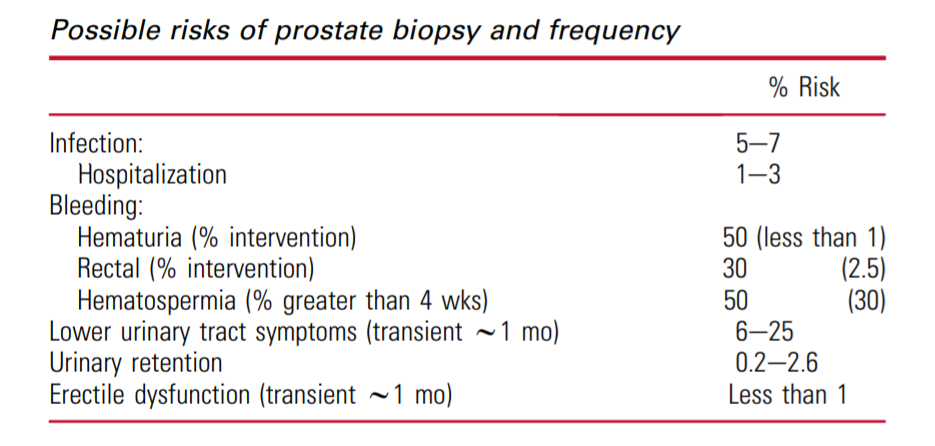 Possible risks of prostate biopsy and frequency
% Risk
Infection: 5–7
Hospitalization 1–3
Bleeding:
Hematuria (% intervention) 50 (less than 1)
Rectal (% intervention) 30 (2.5)
Hematospermia (% greater than 4 wks) 50 (30)
Lower urinary tract symptoms (transient ~1 mo) 6–25
Urinary retention 0.2–2.6
Erectile dysfunction (transient ~1 mo) Less than 1